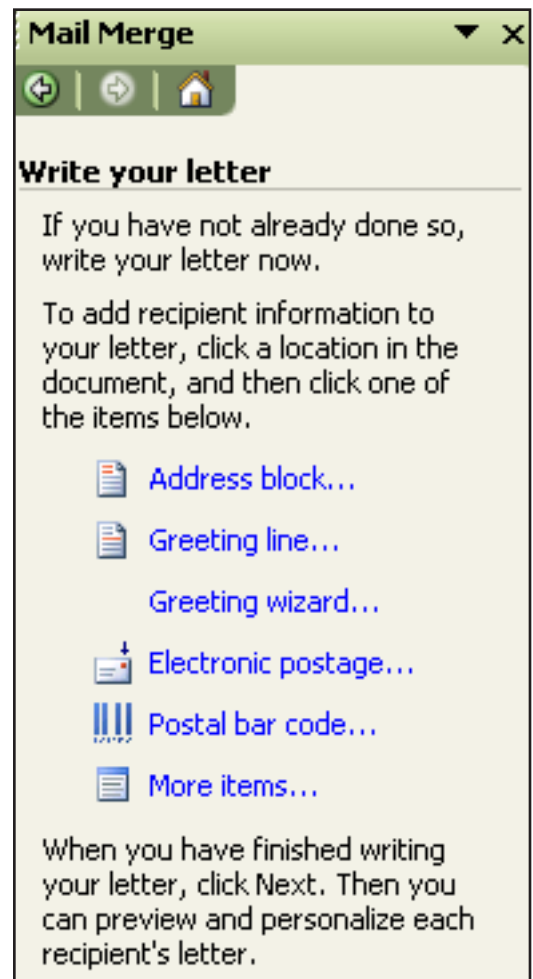 Mail Merge
Write your letter
If you have not already done so,
write your letter now.
To add recipient information to
your letter, click a location in the
document, and then click one of
the items below.
Address block...
Greeting line...
Greeting wizard...
Electronic postage...
Postal bar code...
More items...
When you have finished writing
your letter, click Next. Then you
can preview and personalize each
recipient's letter.